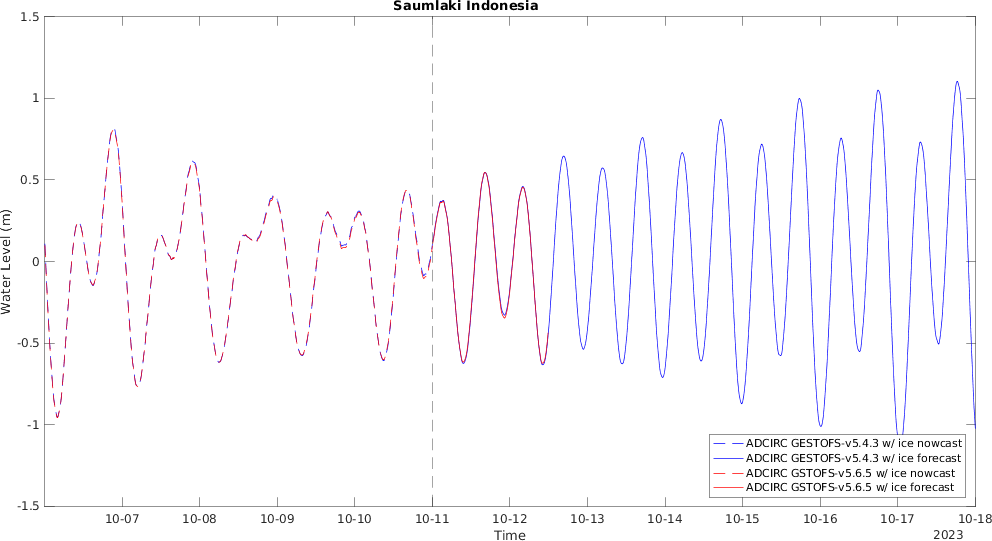 Saumlaki Indonesia
1.5
1
0.5
0
-0.5
-1
-1.5
Water Level (m)
10-07 10-08 10-09 10-10 10-11 10-12 10-13 10-14 10-15 10-16 10-17 10-18
Time
2023
ADCIRC GESTOFS-v5.4.3 w/ ice nowcast
ADCIRC GESTOFS-v5.4.3 w/ ice forecast
ADCIRC GSTOFS-v5.6.5 w/ ice nowcast
ADCIRC GSTOFS-v5.6.5 w/ ice forecast